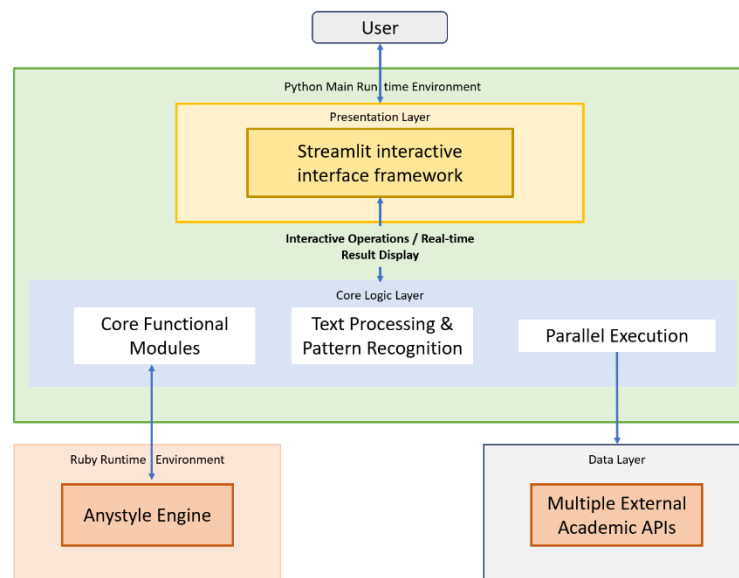 User
Python Main Runtime Environment
Presentation Layer
Streamlit interactive
interface framework
Interactive Operations / Real-time
Result Display
Core Logic Layer
Core Functional
Modules
Text Processing &
Pattern Recognition
Parallel Execution
Ruby Runtime Environment
Anystyle Engine
Data Layer
Multiple External
Academic APIs